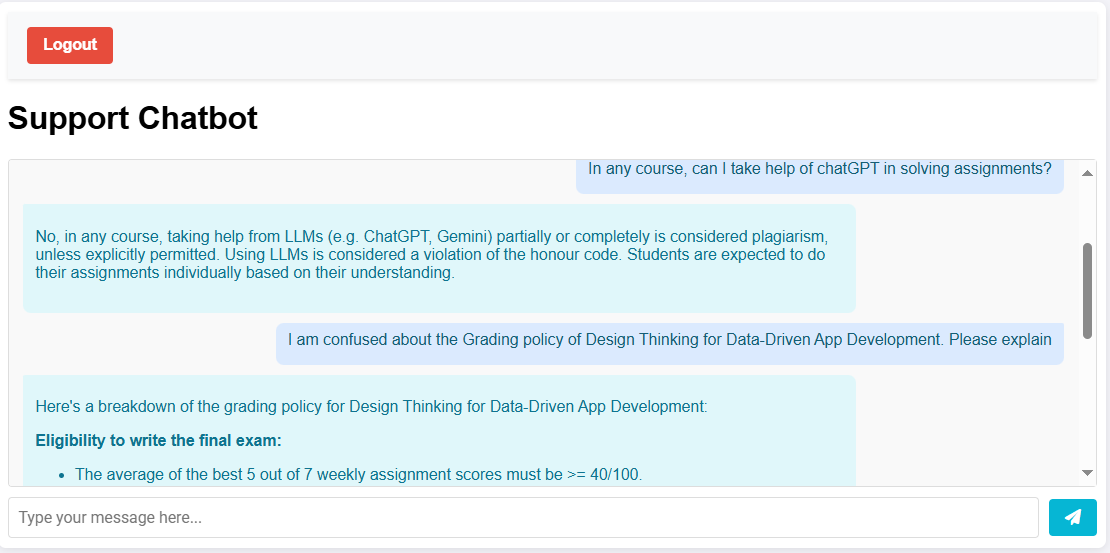 Logout
Support Chatbot
In any course, can I take help of chatGPT in solving assignments?
No, in any course, taking help from LLMs (e.g. ChatGPT, Gemini) partially or completely is considered plagiarism,
unless explicitly permitted. Using LLMs is considered a violation of the honour code. Students are expected to do
their assignments individually based on their understanding.
I am confused about the Grading policy of Design Thinking for Data-Driven App Development. Please explain
Here's a breakdown of the grading policy for Design Thinking for Data-Driven App Development:
Eligibility to write the final exam:
• The average of the best 5 out of 7 weekly assignment scores must be >= 40/100.
Type your message here...